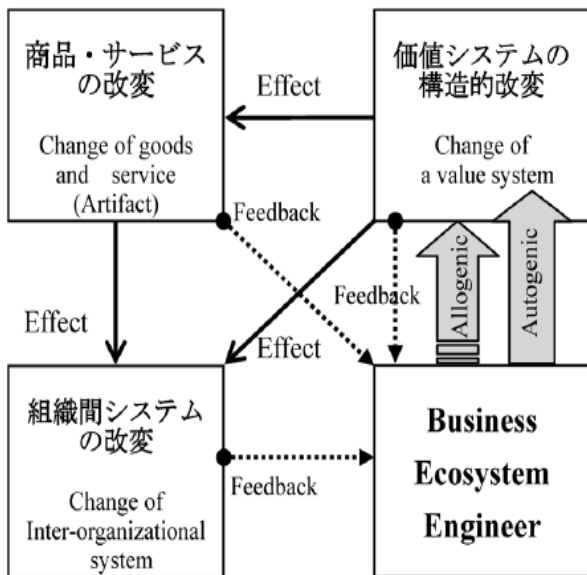 商品・サービス
の改変
Change of goods
and service
(Artifact)
Effect
価値システムの
構造的改変
Change of
a value system
Feedback
Feedback
Allogenic
Autogenic
Effect
Effect
組織間システム
の改変
Change of
Inter-organizational
system
Feedback
Business
Ecosystem
Engineer